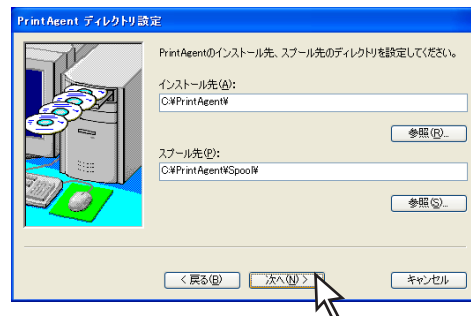 PrintAgent ディレクトリ設定
PrintAgentのインストール先、スプール先のディレクトリを設定してください。
インストール先(A):
C:¥PrintAgent¥
参照(R)...
スプール先(P):
C:¥PrintAgent¥Spool¥
参照(S)...
< 戻る(B) 次へ(N) > キャンセル